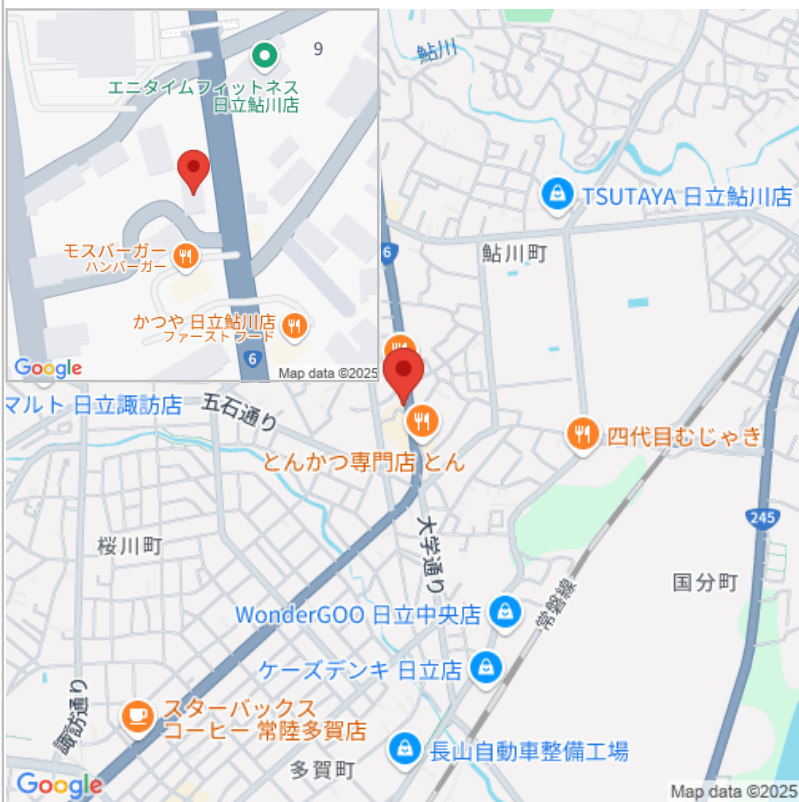 9
エニタイムフィットネス
日立鮎川店
モスバーガー
ハンバーガー
かつや 日立鮎川店
ファーストフード
6
Google
Map data ©2025
鮎川
TSUTAYA 日立鮎川店
鮎川町
6
マルト 日立諏訪店
五石通り
とんかつ専門店 とん
四代目むじゃき
桜川町
大学通り
245
国分町
常磐線
WonderGOO 日立中央店
ケーズデンキ 日立店
諏訪通り
スターバックス
コーヒー 常陸多賀店
長山自動車整備工場
多賀町
Google
Map data ©2025